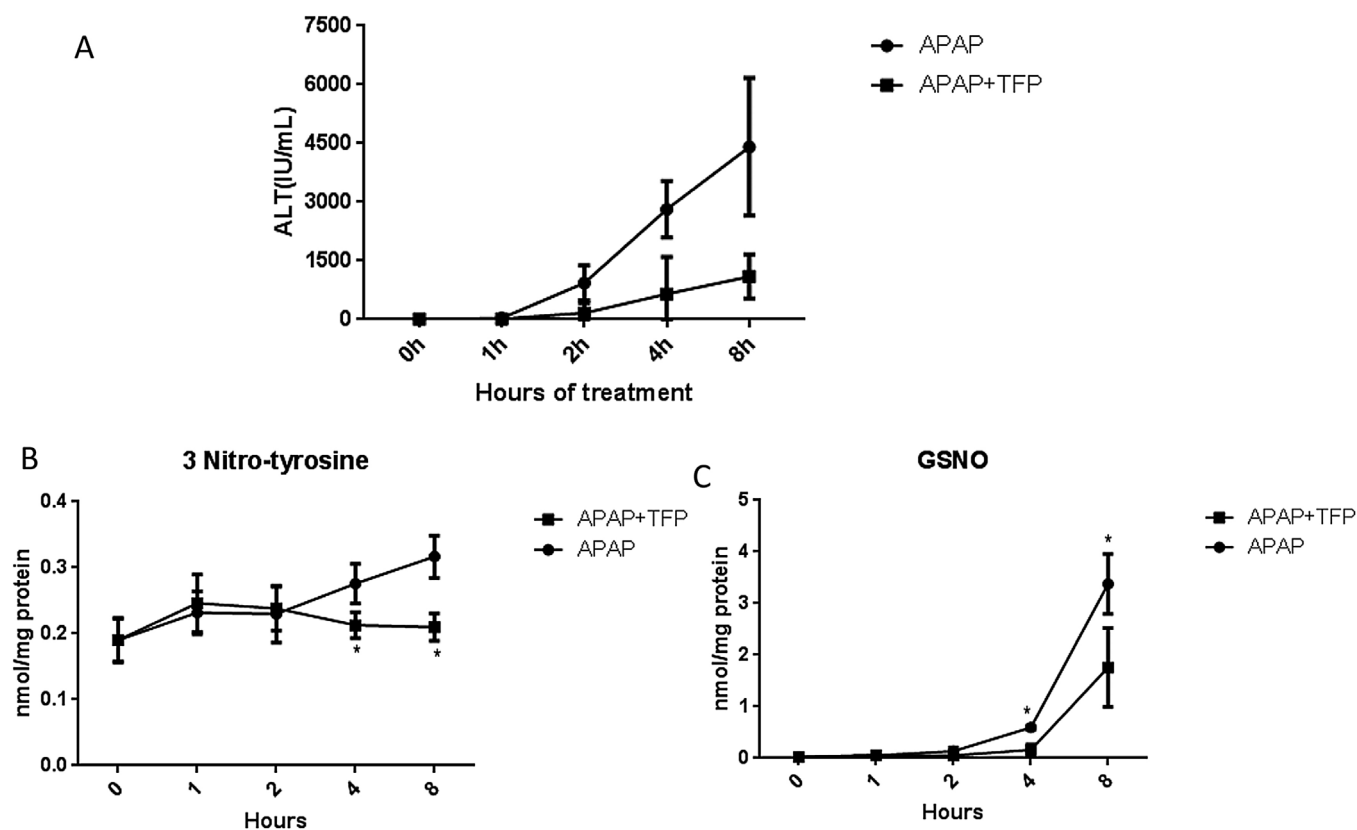 A
7500
6000
4500
3000
1500
0
ALT(IU/mL)
0h 1h 2h 4h 8h
Hours of treatment
APAP
APAP+TFP
B
3 Nitro-tyrosine
0.4
0.3
0.2
0.1
0.0
nmol/mg protein
* *
0 1 2 4 8
Hours
APAP+TFP
APAP
C
GSNO
5
4
3
2
1
0
nmol/mg protein
* *
0 1 2 4 8
Hours
APAP+TFP
APAP